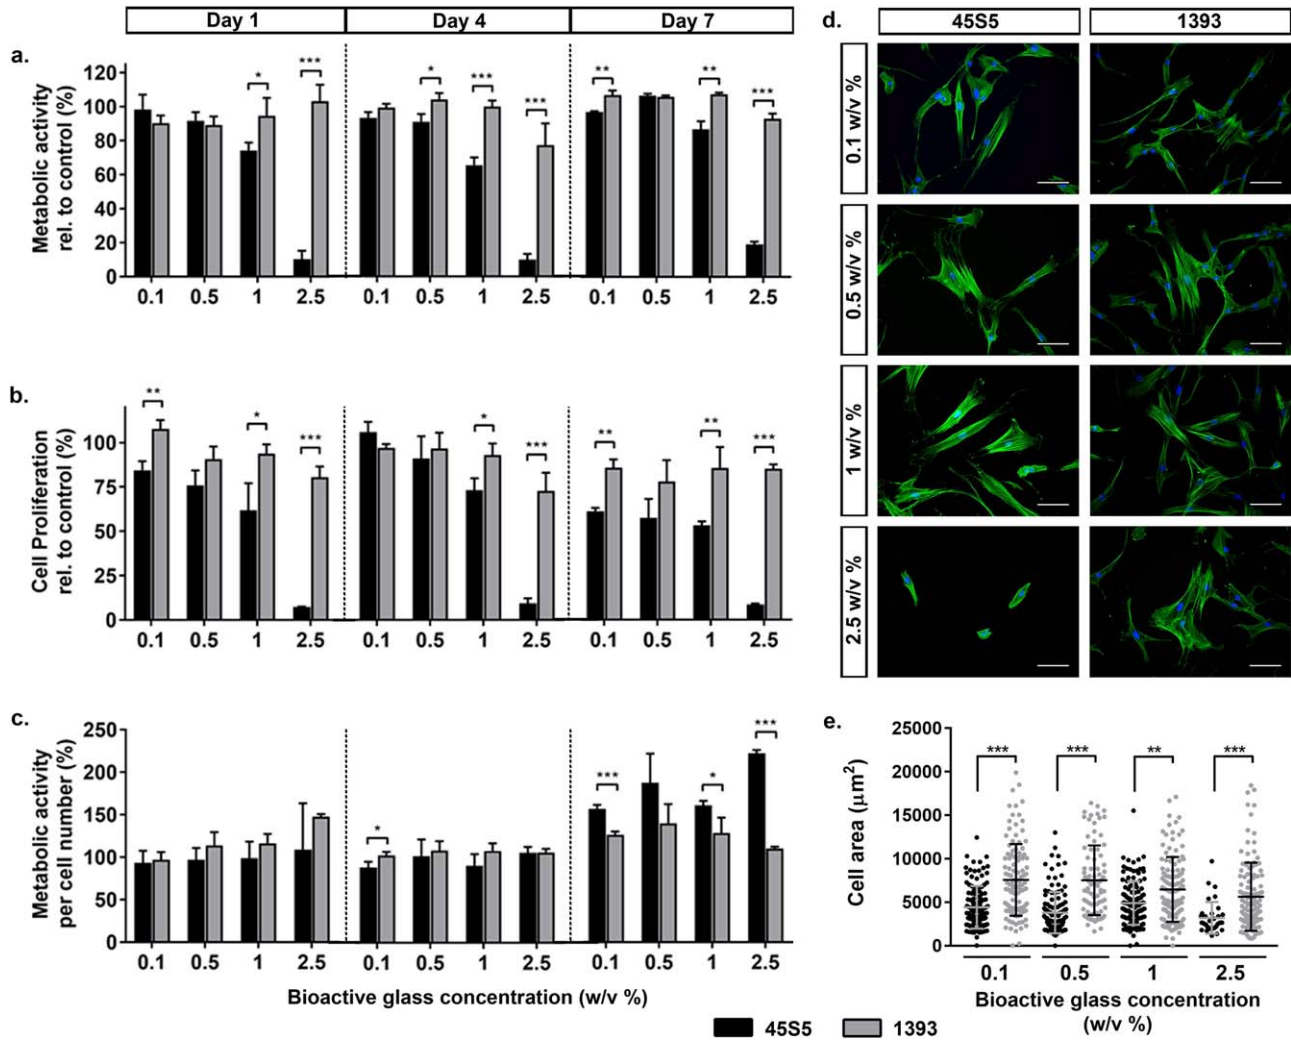 Day 1 Day 4 Day 7
a.
Metabolic activity
rel. to control (%)
120
100
80
60
40
20
0
* *** * *** *** ** ** ***
0.1 0.5 1 2.5 0.1 0.5 1 2.5 0.1 0.5 1 2.5
b.
Cell Proliferation
rel. to control (%)
100
75
50
25
0
** * *** * *** ** ** ***
0.1 0.5 1 2.5 0.1 0.5 1 2.5 0.1 0.5 1 2.5
c.
Metabolic activity
per cell number (%)
250
200
150
100
50
0
* *** * ***
0.1 0.5 1 2.5 0.1 0.5 1 2.5 0.1 0.5 1 2.5
Bioactive glass concentration (w/v %)
45S5 1393
d.
45S5 1393
0.1 w/v %
0.5 w/v %
1 w/v %
2.5 w/v %
e.
Cell area (μm²)
25000
20000
15000
10000
5000
0
*** *** ** ***
0.1 0.5 1 2.5
Bioactive glass concentration
(w/v %)